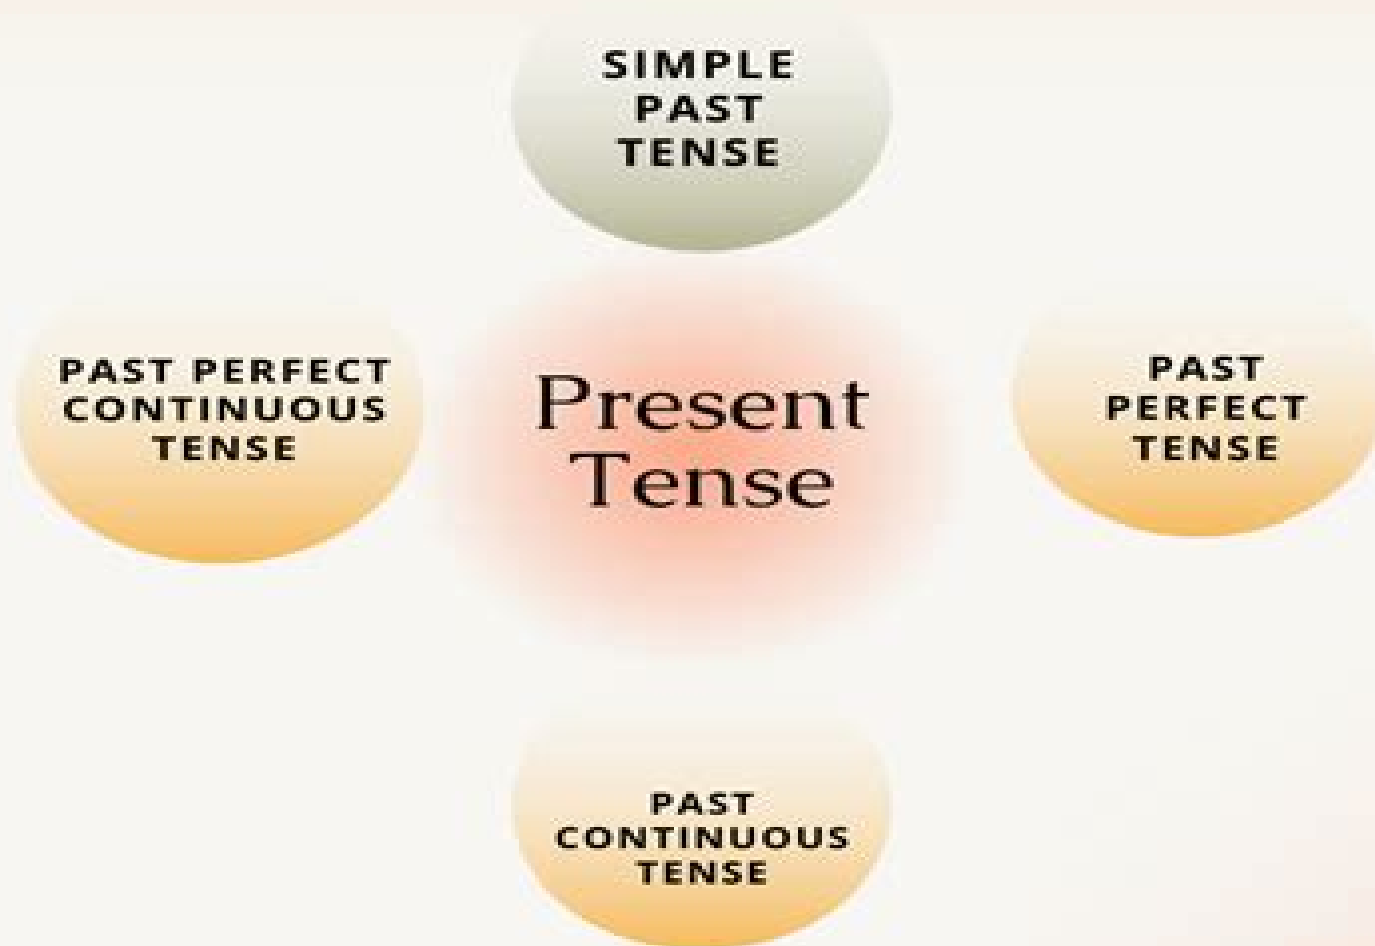 SIMPLE
PAST
TENSE
PAST PERFECT
CONTINUOUS
TENSE
Present
Tense
PAST
PERFECT
TENSE
PAST
CONTINUOUS
TENSE